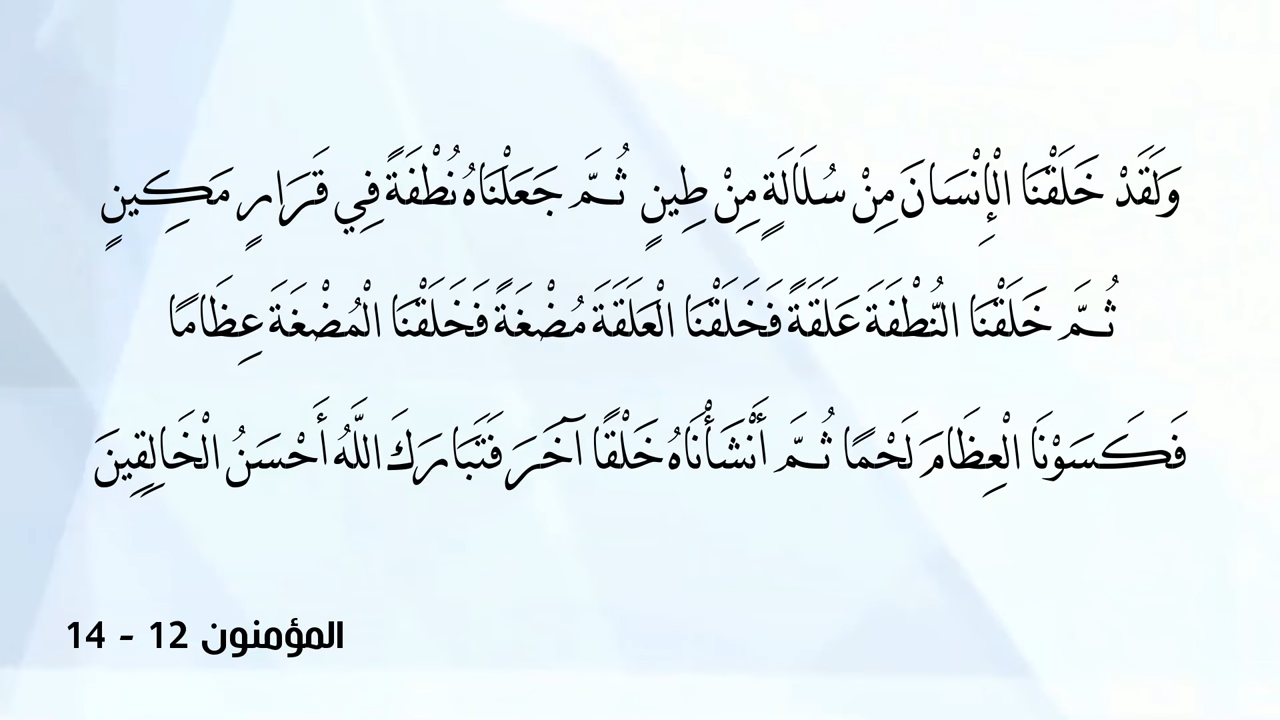 وَلَقَدْ خَلَقْنَا الْإِنْسَانَ مِنْ سُلَالَةٍ مِنْ طِينٍ ثُمَّ جَعَلْنَاهُ نُطْفَةً فِي قَرَارٍ مَكِينٍ
ثُمَّ خَلَقْنَا النُّطْفَةَ عَلَقَةً فَخَلَقْنَا الْعَلَقَةَ مُضْغَةً فَخَلَقْنَا الْمُضْغَةَ عِظَامًا
فَكَسَوْنَا الْعِظَامَ لَحْمًا ثُمَّ أَنْشَأْنَاهُ خَلْقًا آخَرَ فَتَبَارَكَ اللَّهُ أَحْسَنُ الْخَالِقِينَ
المؤمنون 12 - 14